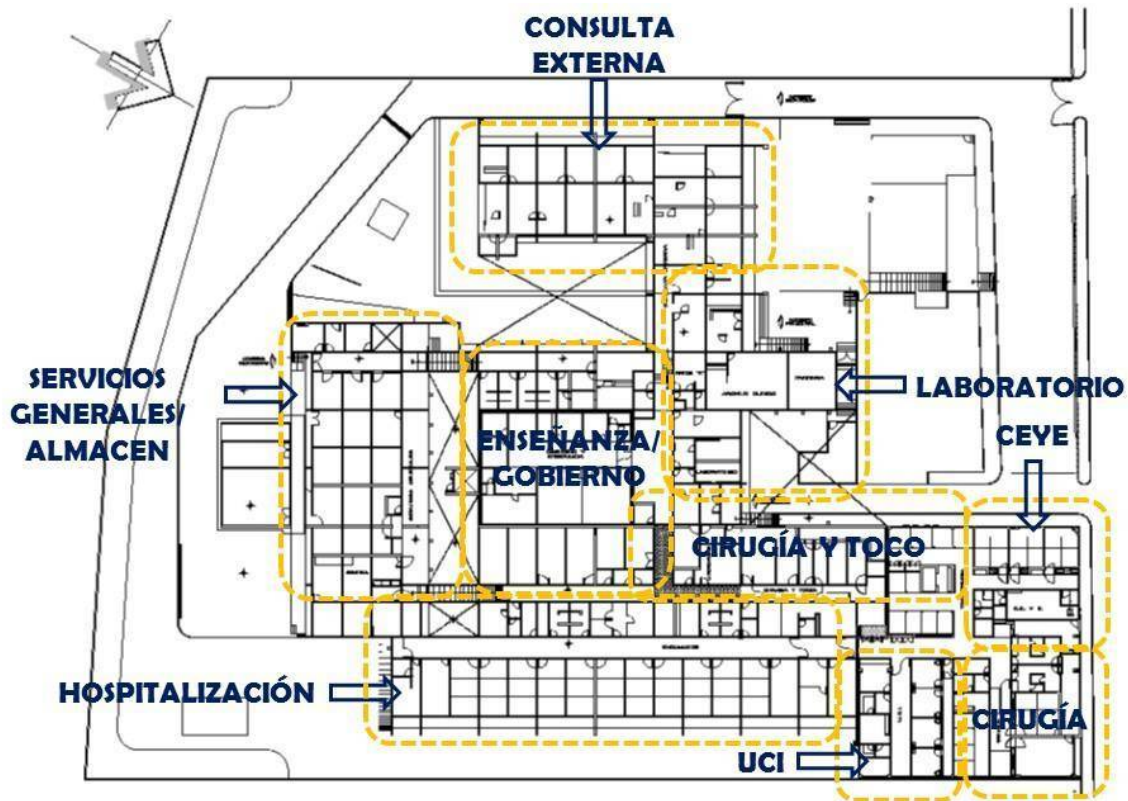 CONSULTA
EXTERNA
SERVICIOS
GENERALES/
ALMACEN
ENSEÑANZA/
GOBIERNO
LABORATORIO
CEYE
CIRUGÍA Y TOCO
HOSPITALIZACIÓN
CIRUGÍA
UCI